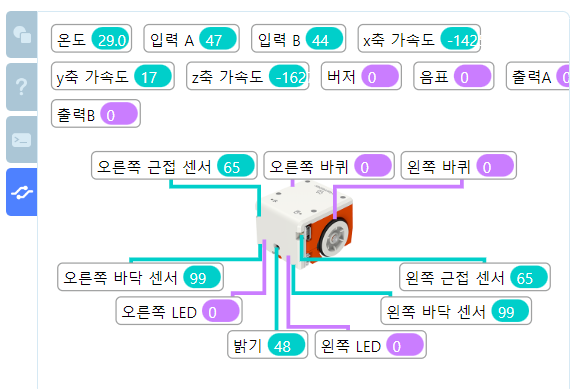 온도 29.0 입력 A 47 입력 B 44 x축 가속도 -142
y축 가속도 17 z축 가속도 -162 버저 0 음표 0 출력A 0
출력B 0
오른쪽 근접 센서 65 오른쪽 바퀴 0 왼쪽 바퀴 0
오른쪽 바닥 센서 99 왼쪽 근접 센서 65
오른쪽 LED 0 왼쪽 바닥 센서 99
밝기 48 왼쪽 LED 0